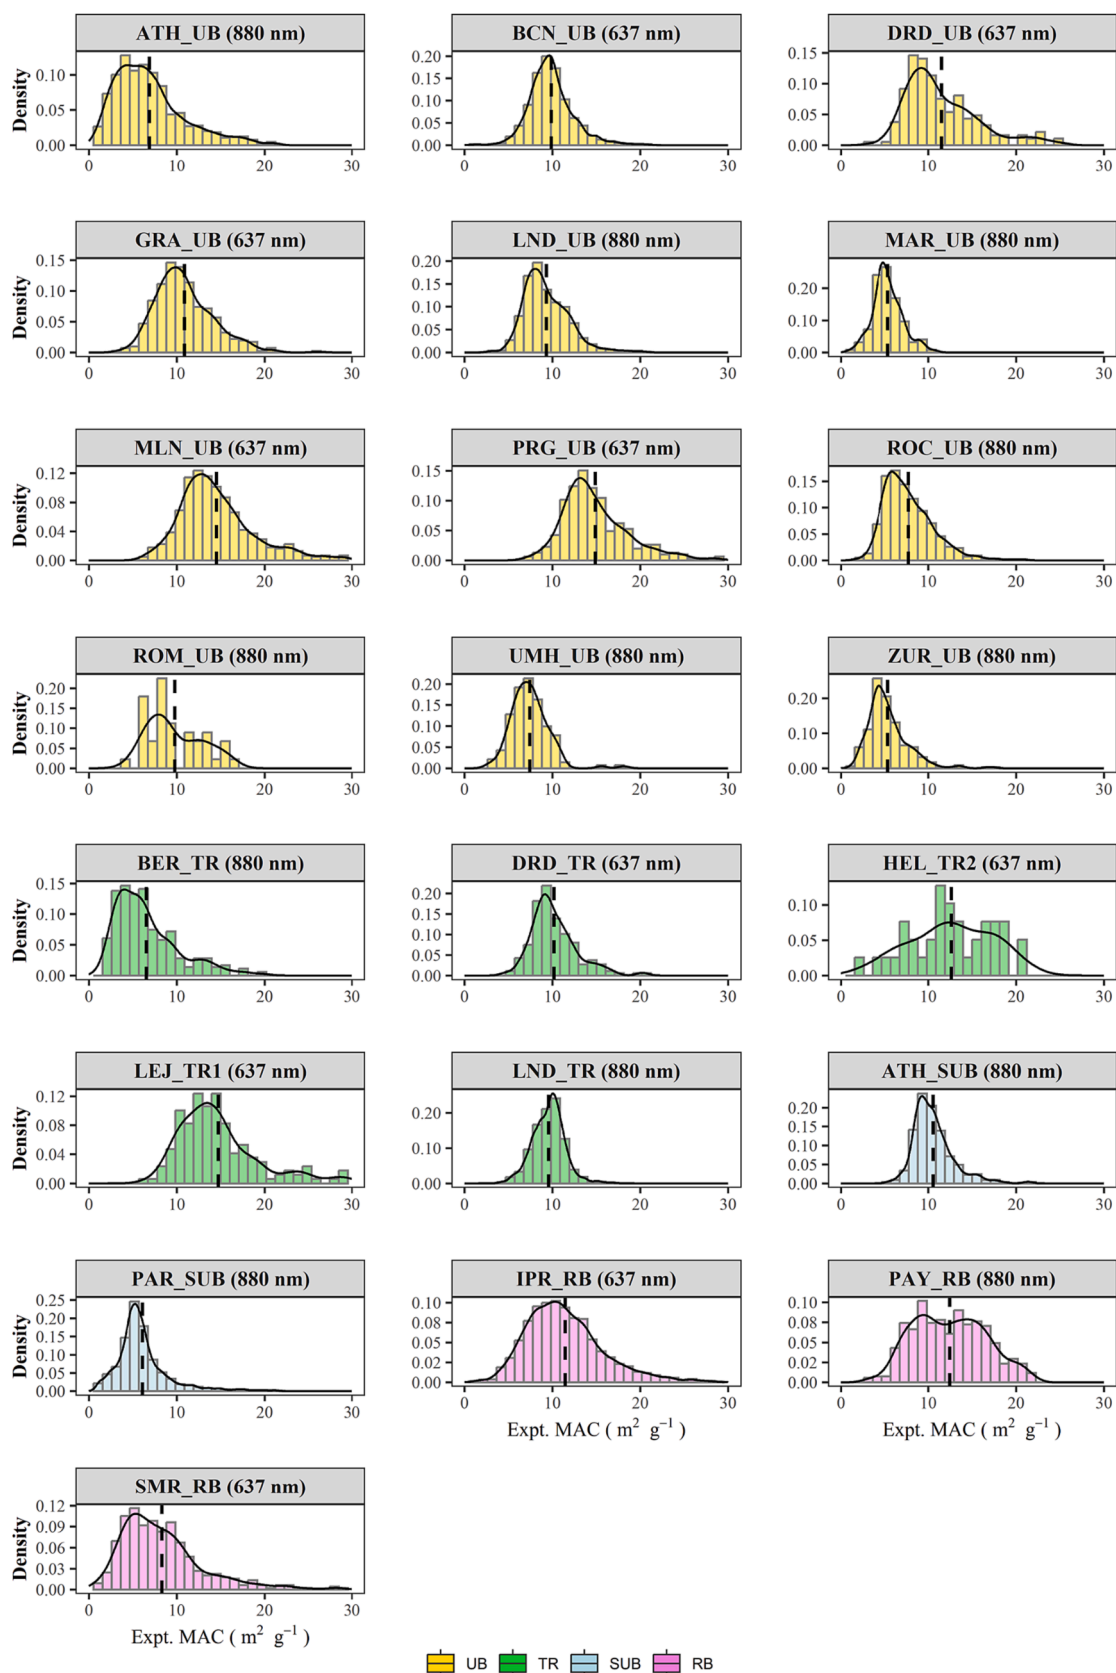 ATH_UB (880 nm) BCN_UB (637 nm) DRD_UB (637 nm)
Density 0.10 0.05 0.00 0.20 0.15 0.10 0.05 0.00 0.15 0.10 0.05 0.00
0 10 20 30 0 10 20 30 0 10 20 30
GRA_UB (637 nm) LND_UB (880 nm) MAR_UB (880 nm)
Density 0.15 0.10 0.05 0.00 0.20 0.15 0.10 0.05 0.00 0.20 0.10 0.00
0 10 20 30 0 10 20 30 0 10 20 30
MLN_UB (637 nm) PRG_UB (637 nm) ROC_UB (880 nm)
Density 0.12 0.08 0.04 0.00 0.15 0.10 0.05 0.00 0.15 0.10 0.05 0.00
0 10 20 30 0 10 20 30 0 10 20 30
ROM_UB (880 nm) UMH_UB (880 nm) ZUR_UB (880 nm)
Density 0.20 0.15 0.10 0.05 0.00 0.20 0.15 0.10 0.05 0.00 0.20 0.10 0.00
0 10 20 30 0 10 20 30 0 10 20 30
BER_TR (880 nm) DRD_TR (637 nm) HEL_TR2 (637 nm)
Density 0.15 0.10 0.05 0.00 0.20 0.15 0.10 0.05 0.00 0.10 0.05 0.00
0 10 20 30 0 10 20 30 0 10 20 30
LEJ_TR1 (637 nm) LND_TR (880 nm) ATH_SUB (880 nm)
Density 0.12 0.08 0.04 0.00 0.20 0.10 0.00 0.20 0.15 0.10 0.05 0.00
0 10 20 30 0 10 20 30 0 10 20 30
PAR_SUB (880 nm) IPR_RB (637 nm) PAY_RB (880 nm)
Density 0.25 0.20 0.15 0.10 0.05 0.00 0.10 0.08 0.05 0.02 0.00 0.10 0.08 0.05 0.02 0.00
0 10 20 30 0 10 20 30 0 10 20 30
Expt. MAC ( m² g⁻¹ ) Expt. MAC ( m² g⁻¹ )
SMR_RB (637 nm)
Density 0.12 0.09 0.06 0.03 0.00
0 10 20 30
Expt. MAC ( m² g⁻¹ )
UB TR SUB RB